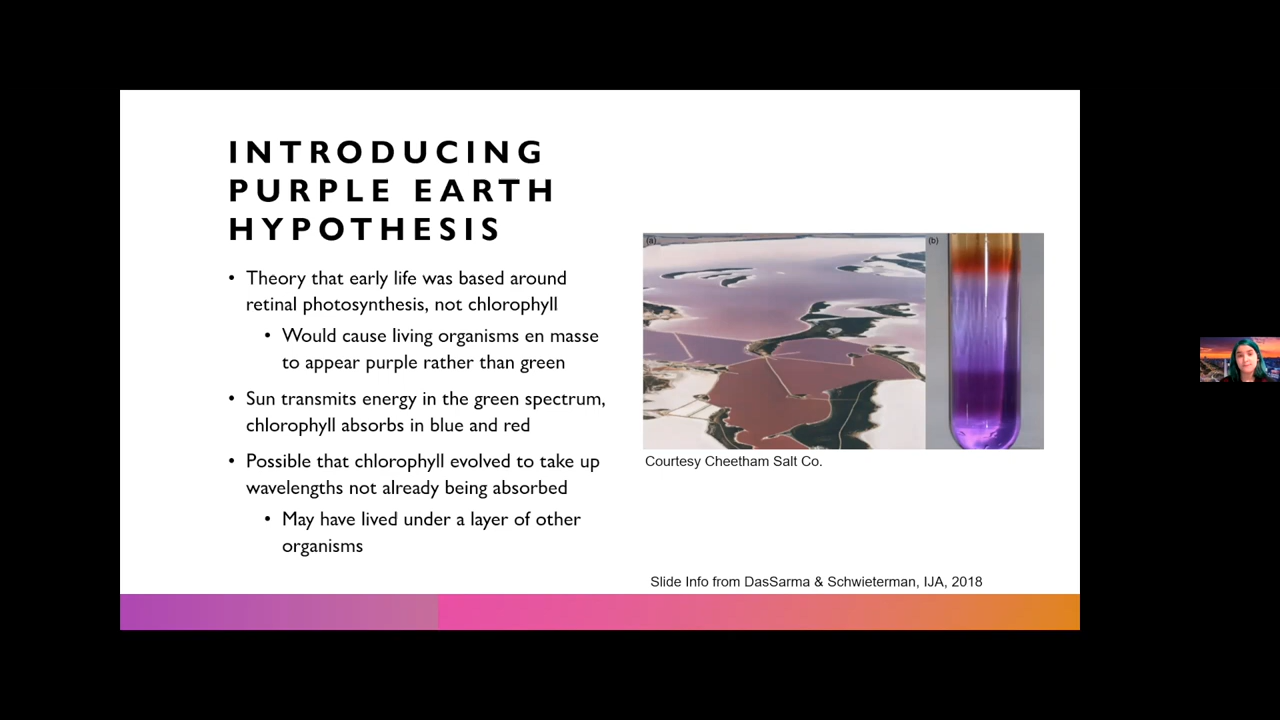 INTRODUCING
PURPLE EARTH
HYPOTHESIS
• Theory that early life was based around
retinal photosynthesis, not chlorophyll
• Would cause living organisms en masse
to appear purple rather than green
• Sun transmits energy in the green spectrum,
chlorophyll absorbs in blue and red
• Possible that chlorophyll evolved to take up
wavelengths not already being absorbed
• May have lived under a layer of other
organisms
(a)
(b)
Courtesy Cheetham Salt Co.
Slide Info from DasSarma & Schwieterman, IJA, 2018